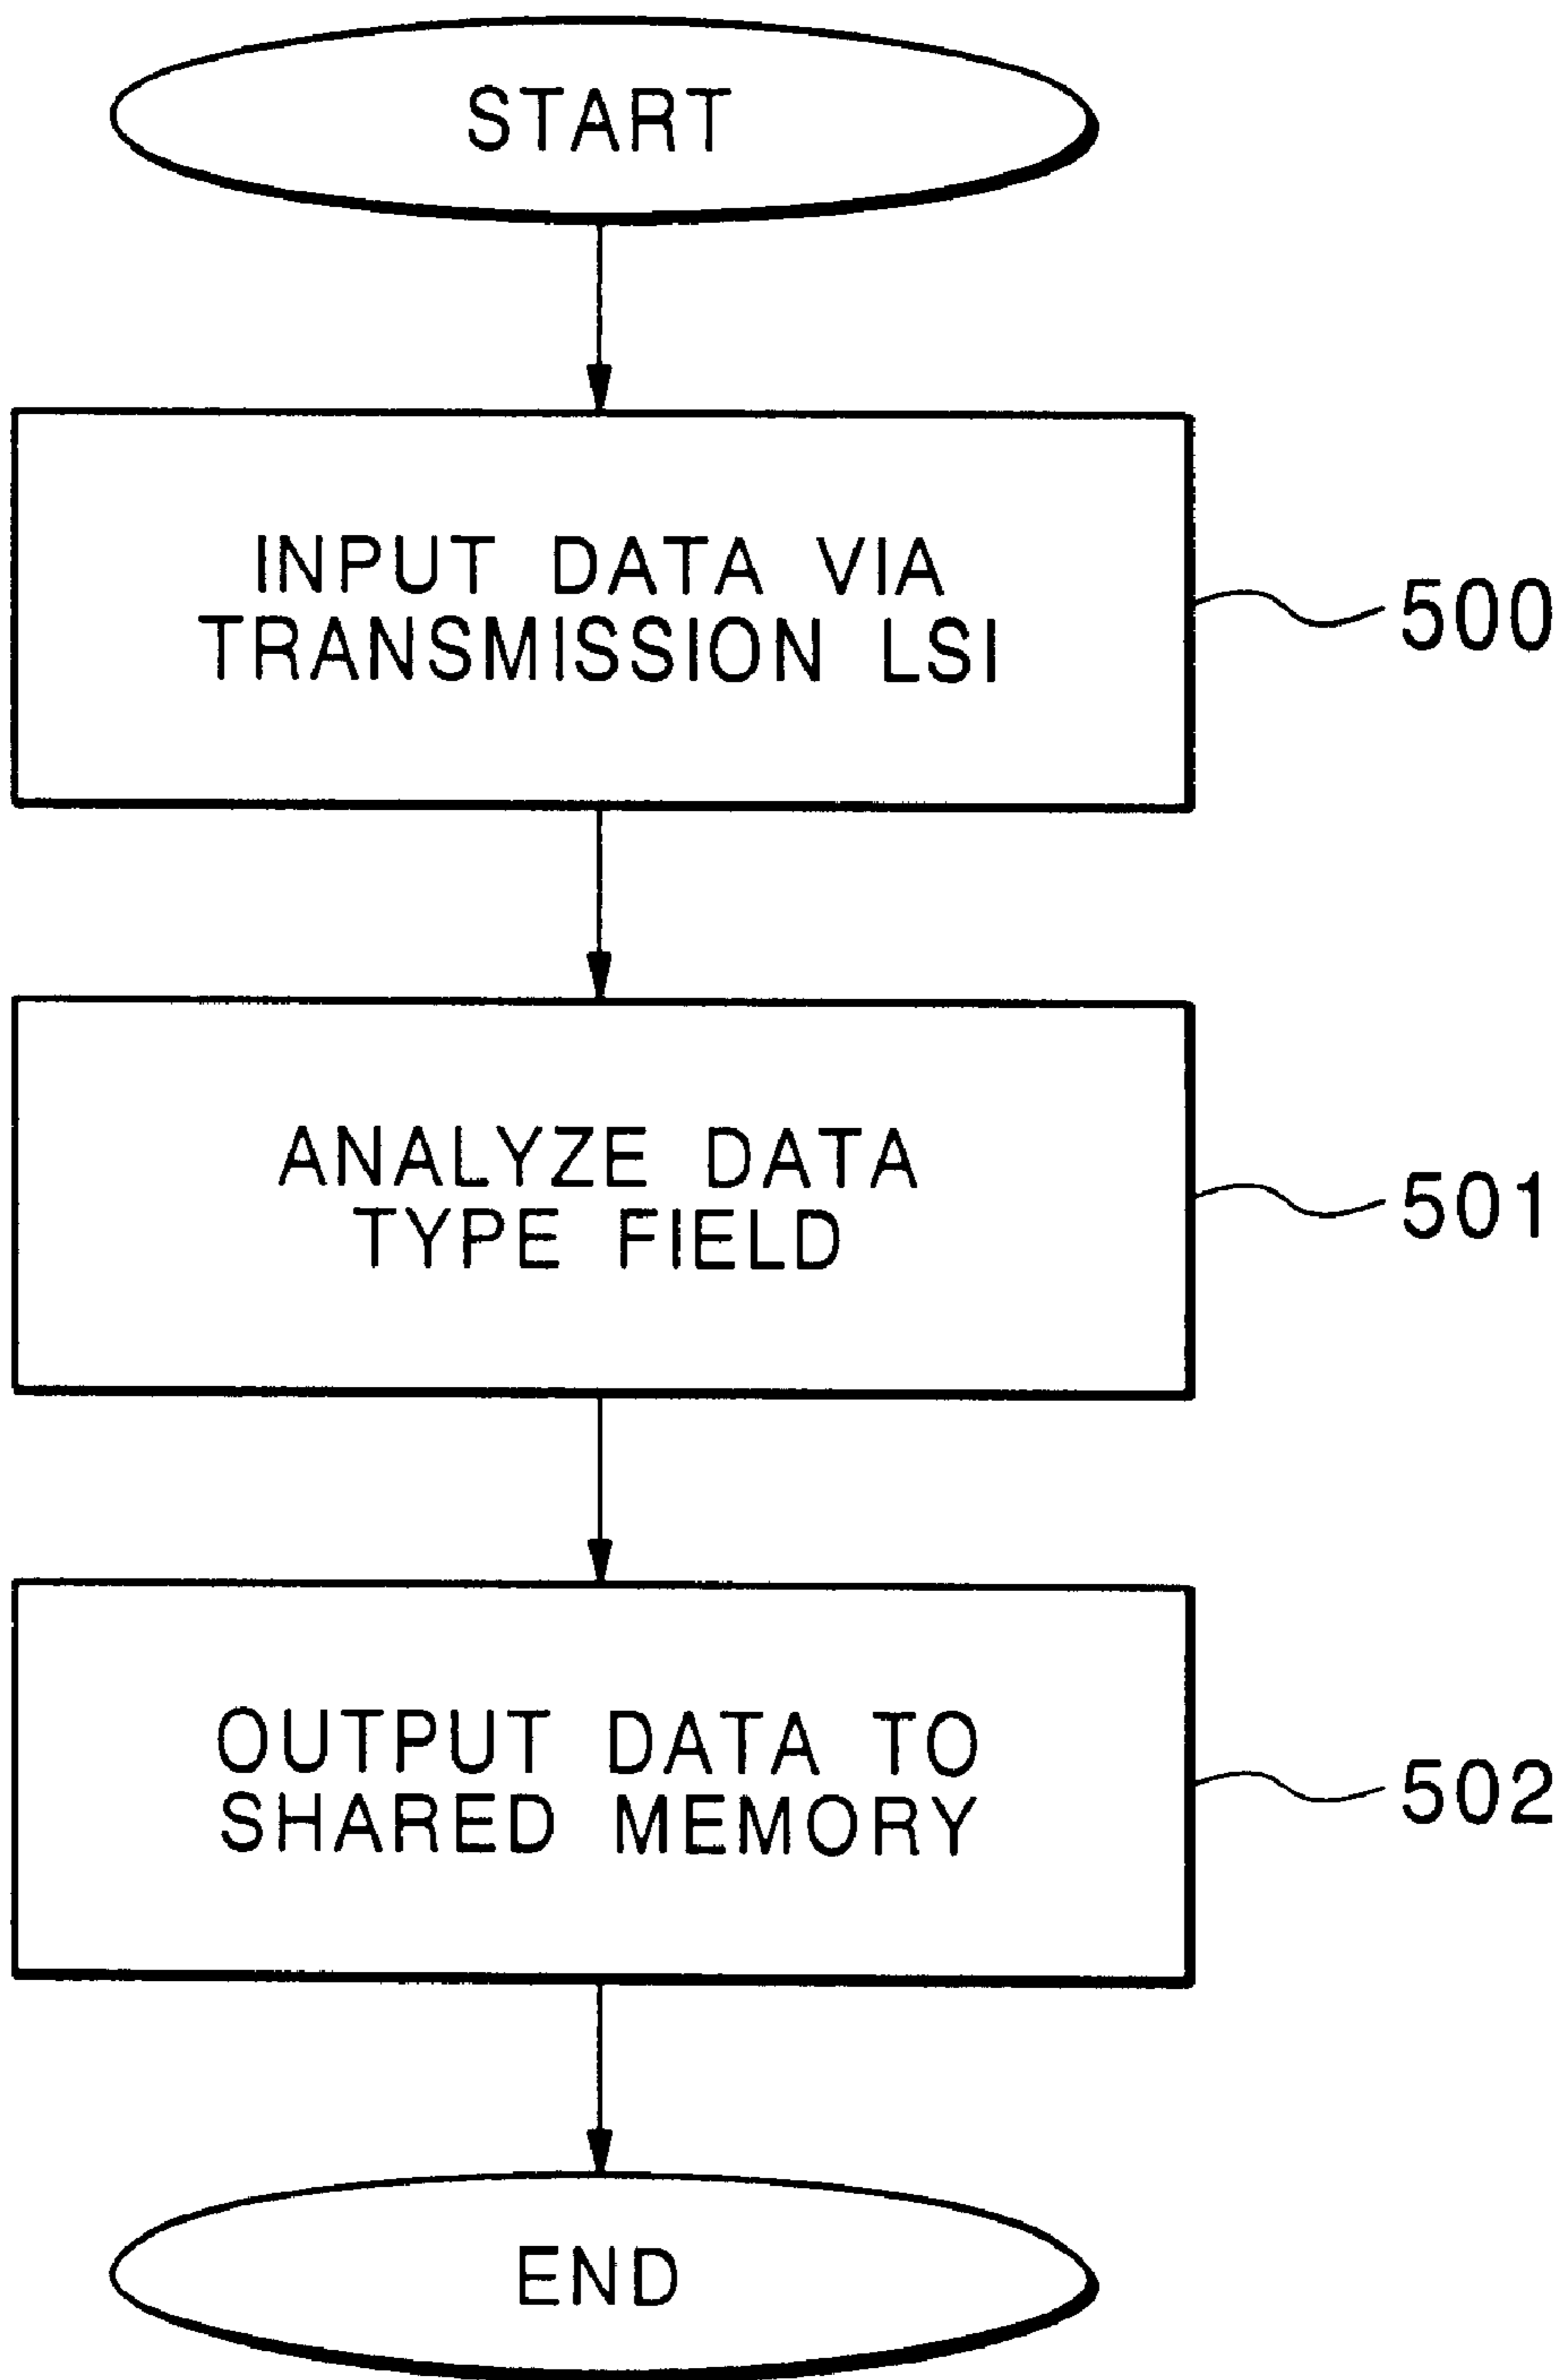 START
INPUT DATA VIA
TRANSMISSION LSI
500
ANALYZE DATA
TYPE FIELD
501
OUTPUT DATA TO
SHARED MEMORY
502
END